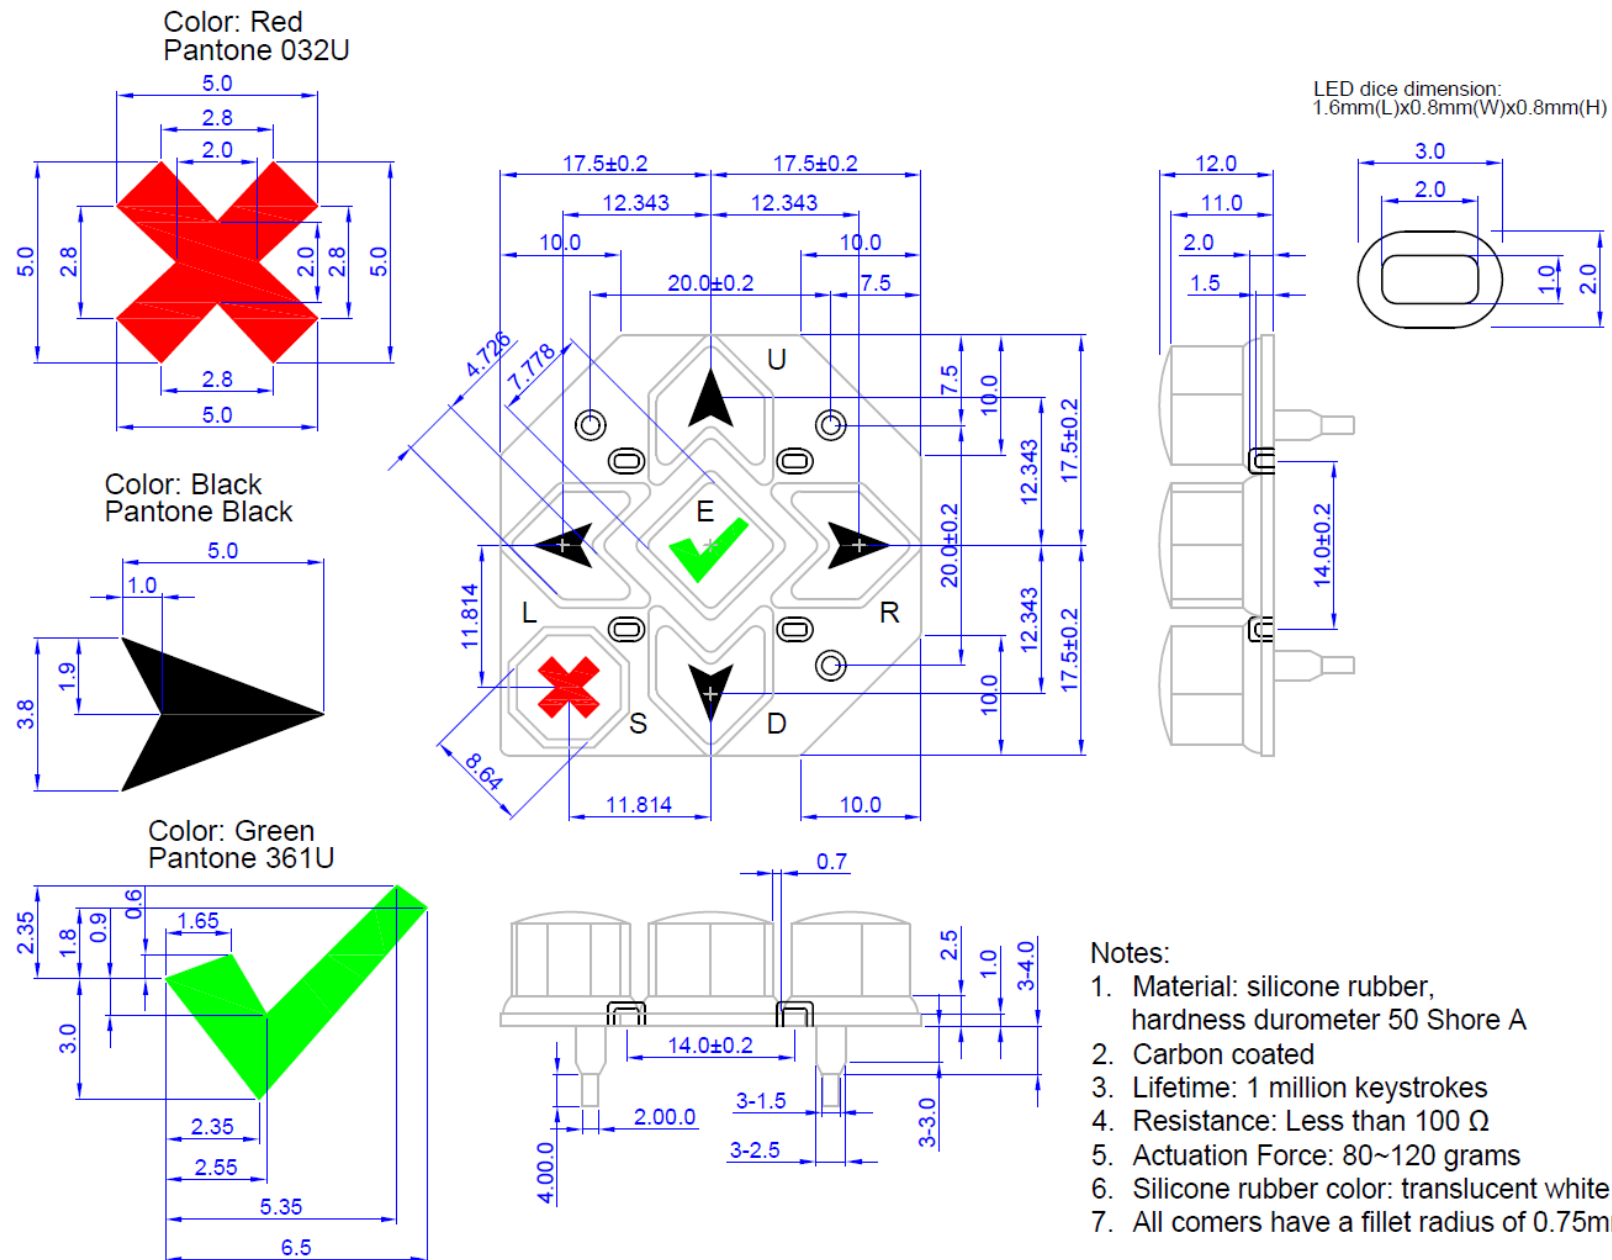 Color: Red
Pantone 032U
5.0
2.8
2.0
5.0
2.8
2.0
2.8
5.0
2.8
5.0
Color: Black
Pantone Black
5.0
1.0
1.9
3.8
Color: Green
Pantone 361U
2.35
1.8
0.9
0.6
1.65
3.0
2.35
2.55
5.35
6.5
17.5±0.2
17.5±0.2
12.343
12.343
10.0
10.0
20.0±0.2
7.5
4.726
7.778
U
7.5
10.0
17.5±0.2
12.343
E
20.0±0.2
L
R
11.814
12.343
17.5±0.2
10.0
S
D
8.64
11.814
10.0
12.0
11.0
2.0
1.5
14.0±0.2
LED dice dimension:
1.6mm(L)x0.8mm(W)x0.8mm(H)
3.0
2.0
1.0
2.0
0.7
2.5
1.0
3-4.0
14.0±0.2
3-1.5
2.00.0
3-2.5
3-3.0
4.00.0
Notes:
1. Material: silicone rubber,
hardness durometer 50 Shore A
2. Carbon coated
3. Lifetime: 1 million keystrokes
4. Resistance: Less than 100 Ω
5. Actuation Force: 80~120 grams
6. Silicone rubber color: translucent white
7. All comers have a fillet radius of 0.75m